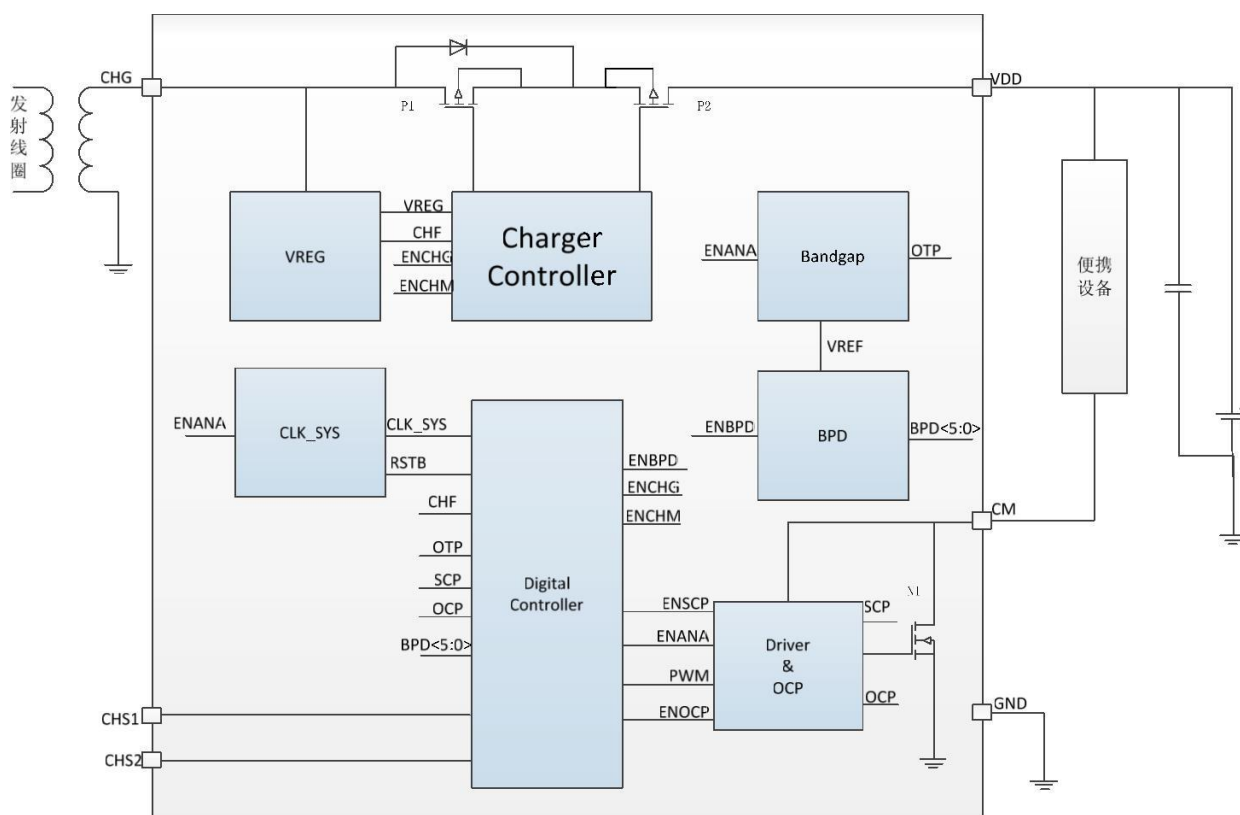 CHG
VDD
发射线圈
P1
P2
VREG
VREG
CHF
ENCHG
ENCHM
Charger
Controller
ENANA
Bandgap
OTP
便携
设备
VREF
ENANA
CLK_SYS
CLK_SYS
RSTB
ENBPD
BPD
BPD<5:0>
CHF
OTP
SCP
OCP
BPD<5:0>
Digital
Controller
ENBPD
ENCHG
ENCHM
CM
ENSCP
ENANA
PWM
ENOCP
Driver
&
OCP
SCP
OCP
N1
GND
CHS1
CHS2